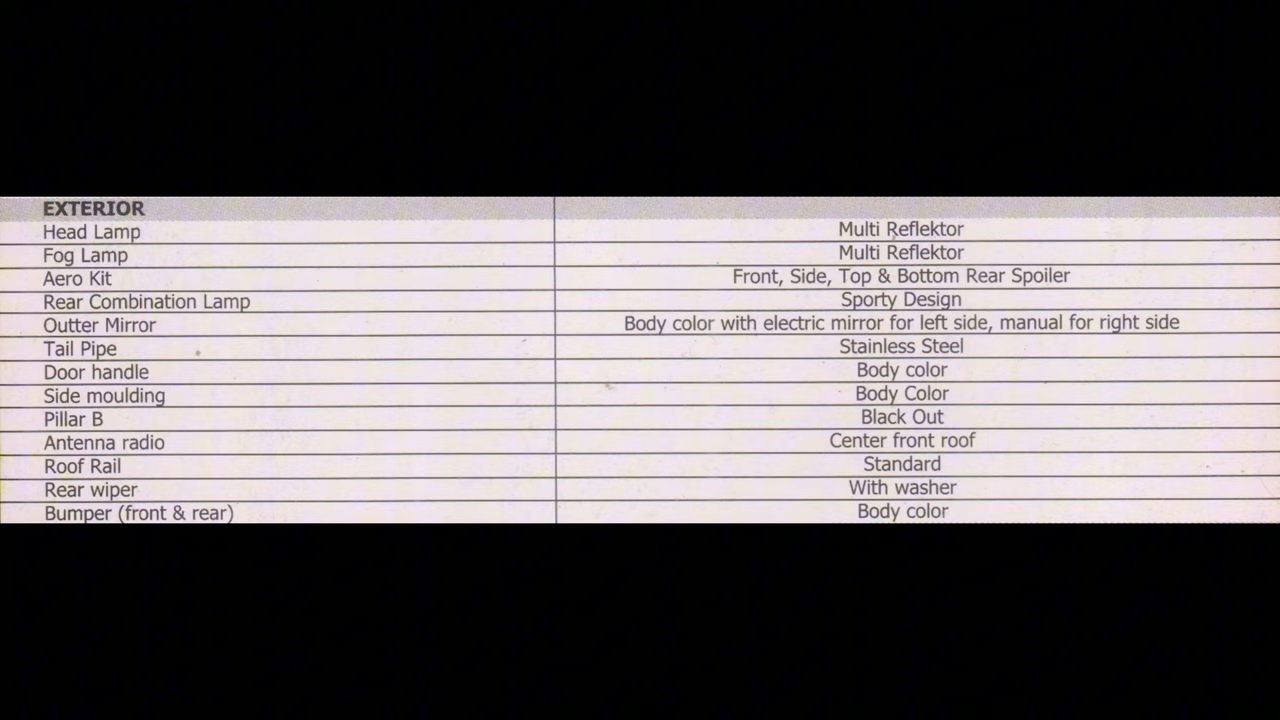 EXTERIOR
Head Lamp Multi Reflektor
Fog Lamp Multi Reflektor
Aero Kit Front, Side, Top & Bottom Rear Spoiler
Rear Combination Lamp Sporty Design
Outter Mirror Body color with electric mirror for left side, manual for right side
Tail Pipe Stainless Steel
Door handle Body color
Side moulding Body Color
Pillar B Black Out
Antenna radio Center front roof
Roof Rail Standard
Rear wiper With washer
Bumper (front & rear) Body color